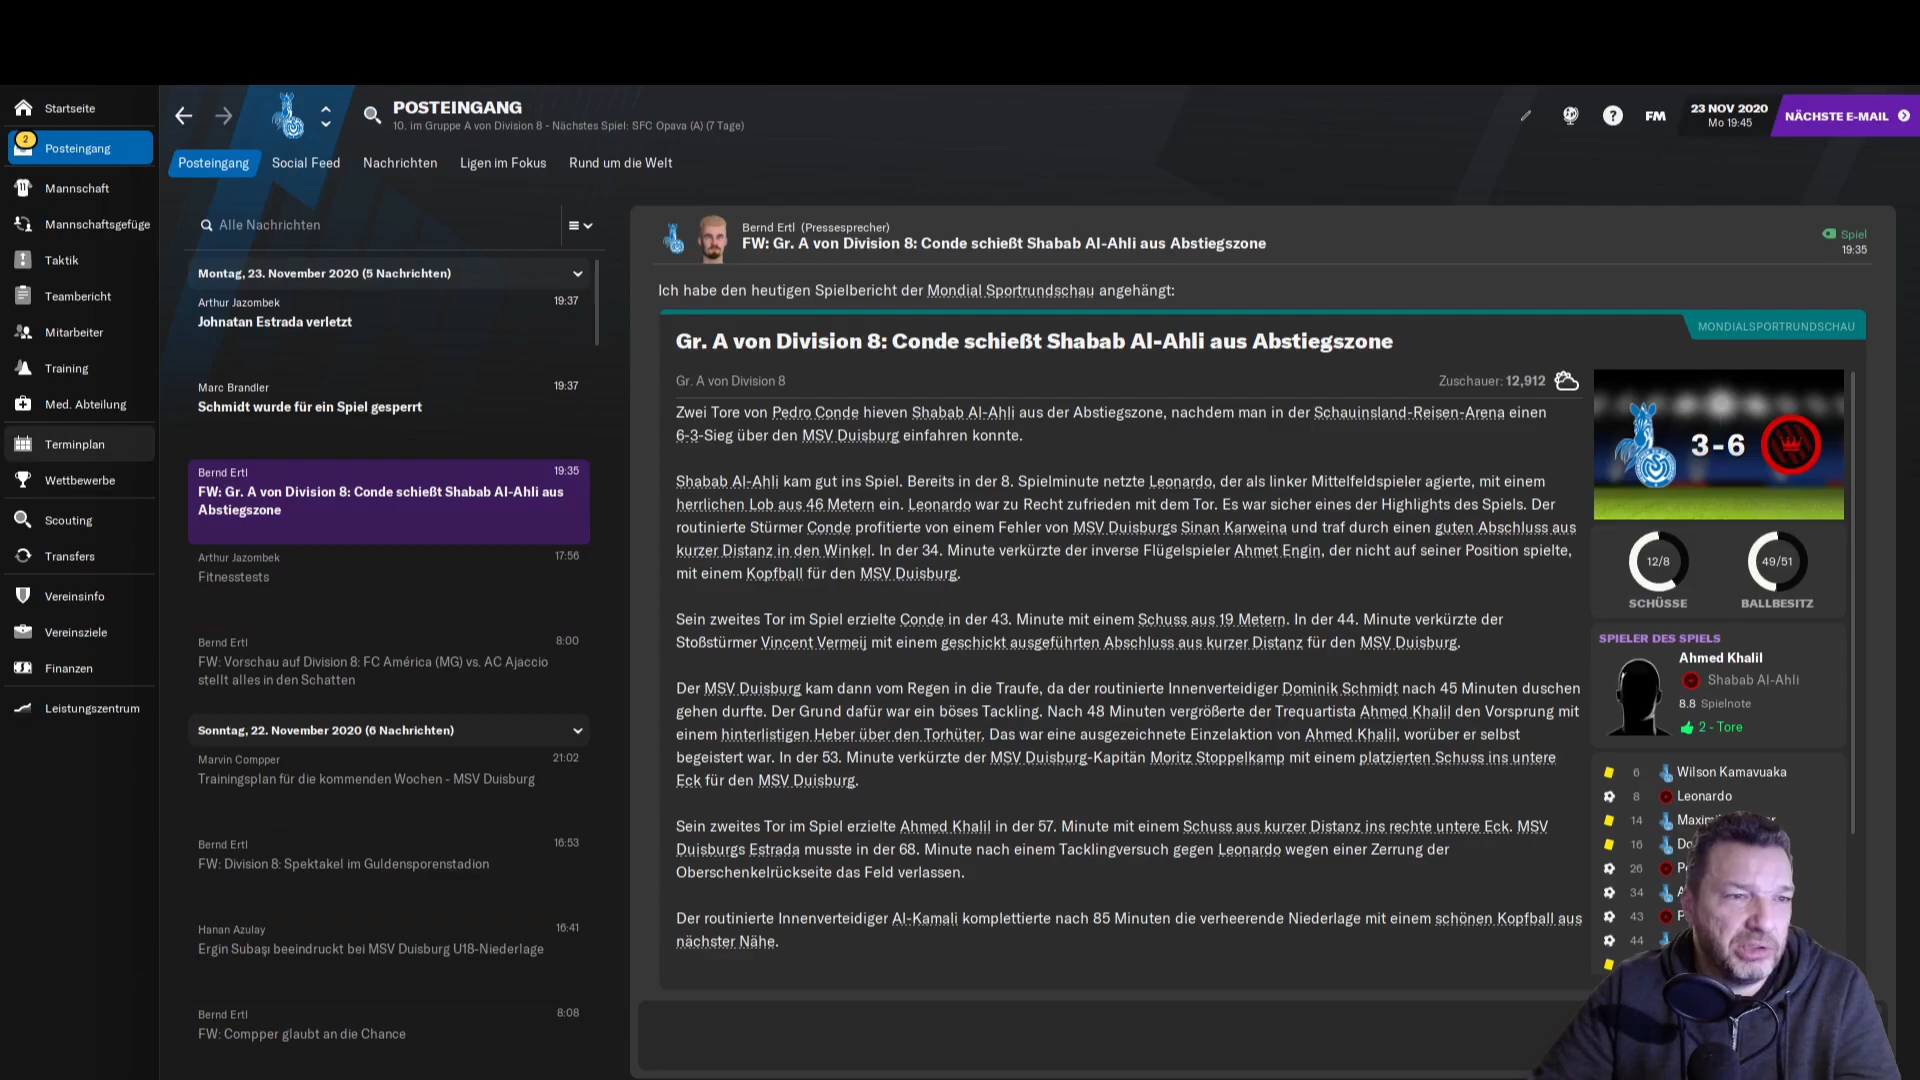 Startseite
2
Posteingang
Mannschaft
Mannschaftsgefüge
Taktik
Teambericht
Mitarbeiter
Training
Med. Abteilung
Terminplan
Wettbewerbe
Scouting
Transfers
Vereinsinfo
Vereinsziele
Finanzen
Leistungszentrum
POSTEINGANG
10. im Gruppe A von Division 8 - Nächstes Spiel: SFC Opava (A) (7 Tage)
FM
23 NOV 2020
Mo 19:45
NÄCHSTE E-MAIL
Posteingang Social Feed Nachrichten Ligen im Fokus Rund um die Welt
Alle Nachrichten
Montag, 23. November 2020 (5 Nachrichten)
Arthur Jazombek 19:37
Johnatan Estrada verletzt
Marc Brandler 19:37
Schmidt wurde für ein Spiel gesperrt
Bernd Ertl 19:35
FW: Gr. A von Division 8: Conde schießt Shabab Al-Ahli aus
Abstiegszone
Arthur Jazombek 17:56
Fitnesstests
Bernd Ertl 8:00
FW: Vorschau auf Division 8: FC América (MG) vs. AC Ajaccio
stellt alles in den Schatten
Sonntag, 22. November 2020 (6 Nachrichten)
Marvin Compper 21:02
Trainingsplan für die kommenden Wochen - MSV Duisburg
Bernd Ertl 16:53
FW: Division 8: Spektakel im Guldensporenstadion
Hanan Azulay 16:41
Ergin Subaşı beeindruckt bei MSV Duisburg U18-Niederlage
Bernd Ertl 8:08
FW: Compper glaubt an die Chance
Bernd Ertl (Pressesprecher)
FW: Gr. A von Division 8: Conde schießt Shabab Al-Ahli aus Abstiegszone
Spiel
19:35
Ich habe den heutigen Spielbericht der Mondial Sportrundschau angehängt:
MONDIALSPORTRUNDSCHAU
Gr. A von Division 8: Conde schießt Shabab Al-Ahli aus Abstiegszone
Gr. A von Division 8 Zuschauer: 12,912
Zwei Tore von Pedro Conde hieven Shabab Al-Ahli aus der Abstiegszone, nachdem man in der Schauinsland-Reisen-Arena einen
6-3-Sieg über den MSV Duisburg einfahren konnte.
Shabab Al-Ahli kam gut ins Spiel. Bereits in der 8. Spielminute netzte Leonardo, der als linker Mittelfeldspieler agierte, mit einem
herrlichen Lob aus 46 Metern ein. Leonardo war zu Recht zufrieden mit dem Tor. Es war sicher eines der Highlights des Spiels. Der
routinierte Stürmer Conde profitierte von einem Fehler von MSV Duisburgs Sinan Karweina und traf durch einen guten Abschluss aus
kurzer Distanz in den Winkel. In der 34. Minute verkürzte der inverse Flügelspieler Ahmet Engin, der nicht auf seiner Position spielte,
mit einem Kopfball für den MSV Duisburg.
Sein zweites Tor im Spiel erzielte Conde in der 43. Minute mit einem Schuss aus 19 Metern. In der 44. Minute verkürzte der
Stoßstürmer Vincent Vermeij mit einem geschickt ausgeführten Abschluss aus kurzer Distanz für den MSV Duisburg.
Der MSV Duisburg kam dann vom Regen in die Traufe, da der routinierte Innenverteidiger Dominik Schmidt nach 45 Minuten duschen
gehen durfte. Der Grund dafür war ein böses Tackling. Nach 48 Minuten vergrößerte der Trequartista Ahmed Khalil den Vorsprung mit
einem hinterlistigen Heber über den Torhüter. Das war eine ausgezeichnete Einzelaktion von Ahmed Khalil, worüber er selbst
begeistert war. In der 53. Minute verkürzte der MSV Duisburg-Kapitän Moritz Stoppelkamp mit einem platzierten Schuss ins untere
Eck für den MSV Duisburg.
Sein zweites Tor im Spiel erzielte Ahmed Khalil in der 57. Minute mit einem Schuss aus kurzer Distanz ins rechte untere Eck. MSV
Duisburgs Estrada musste in der 68. Minute nach einem Tacklingversuch gegen Leonardo wegen einer Zerrung der
Oberschenkelrückseite das Feld verlassen.
Der routinierte Innenverteidiger Al-Kamali komplettierte nach 85 Minuten die verheerende Niederlage mit einem schönen Kopfball aus
nächster Nähe.
3-6
12/8 49/51
SCHÜSSE BALLBESITZ
SPIELER DES SPIELS
Ahmed Khalil
Shabab Al-Ahli
8.8 Spielnote
2 - Tore
6 Wilson Kamavuaka
8 Leonardo
14
16
26
34
43
44